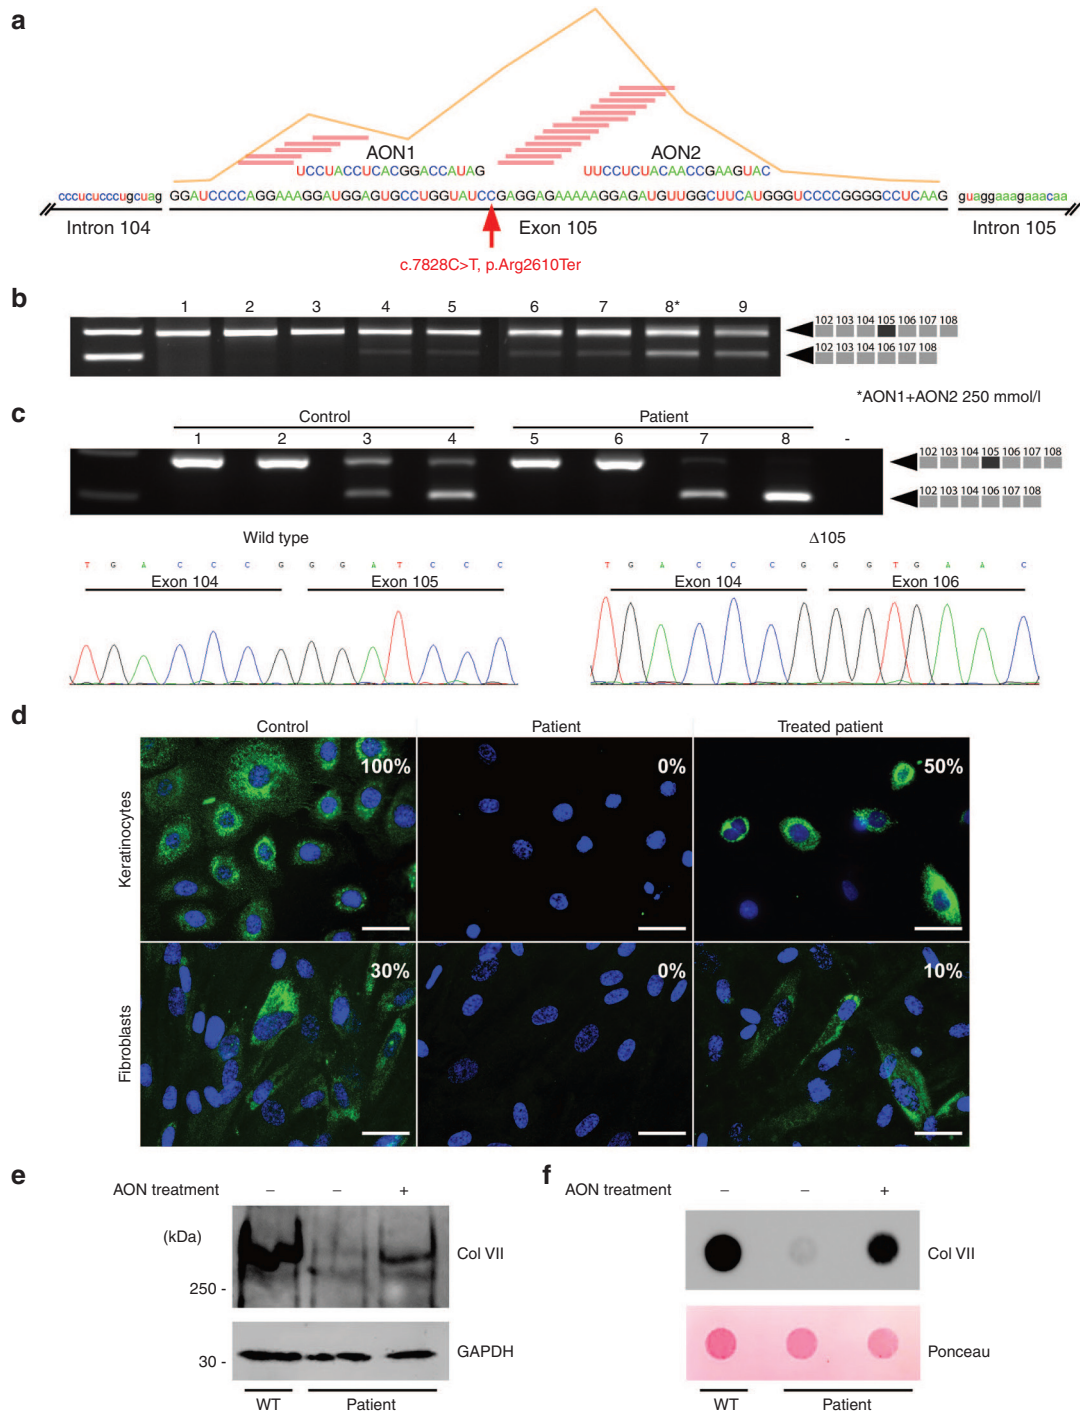 a
AON1
AON2
UCCUACCUCACGGACCAUAG
UUCCUCUACAACCGAAGUAC
cccucucccugcuag GGAUCCCCAGGAAAGGAUGGAGUGCCUGGUAUCCGAGGAGAAAAAGGAGAUGUUGGCUUCAUGGGUCCCCGGGGCCUCAAG guaggaaagaaacaa
Intron 104
Exon 105
Intron 105
c.7828C>T, p.Arg2610Ter
b
1 2 3 4 5 6 7 8* 9
102 103 104 105 106 107 108
102 103 104 106 107 108
*AON1+AON2 250 mmol/l
c
Control
Patient
1 2 3 4 5 6 7 8 -
102 103 104 105 106 107 108
102 103 104 106 107 108
Wild type
Δ105
T G A C C C G G G A T C C C
T G A C C C G G G T G A A C
Exon 104
Exon 105
Exon 104
Exon 106
d
Control
Patient
Treated patient
Keratinocytes
100%
0%
50%
Fibroblasts
30%
0%
10%
e
AON treatment − − +
(kDa)
Col VII
250 -
GAPDH
30 -
WT
Patient
f
AON treatment − − +
Col VII
Ponceau
WT
Patient